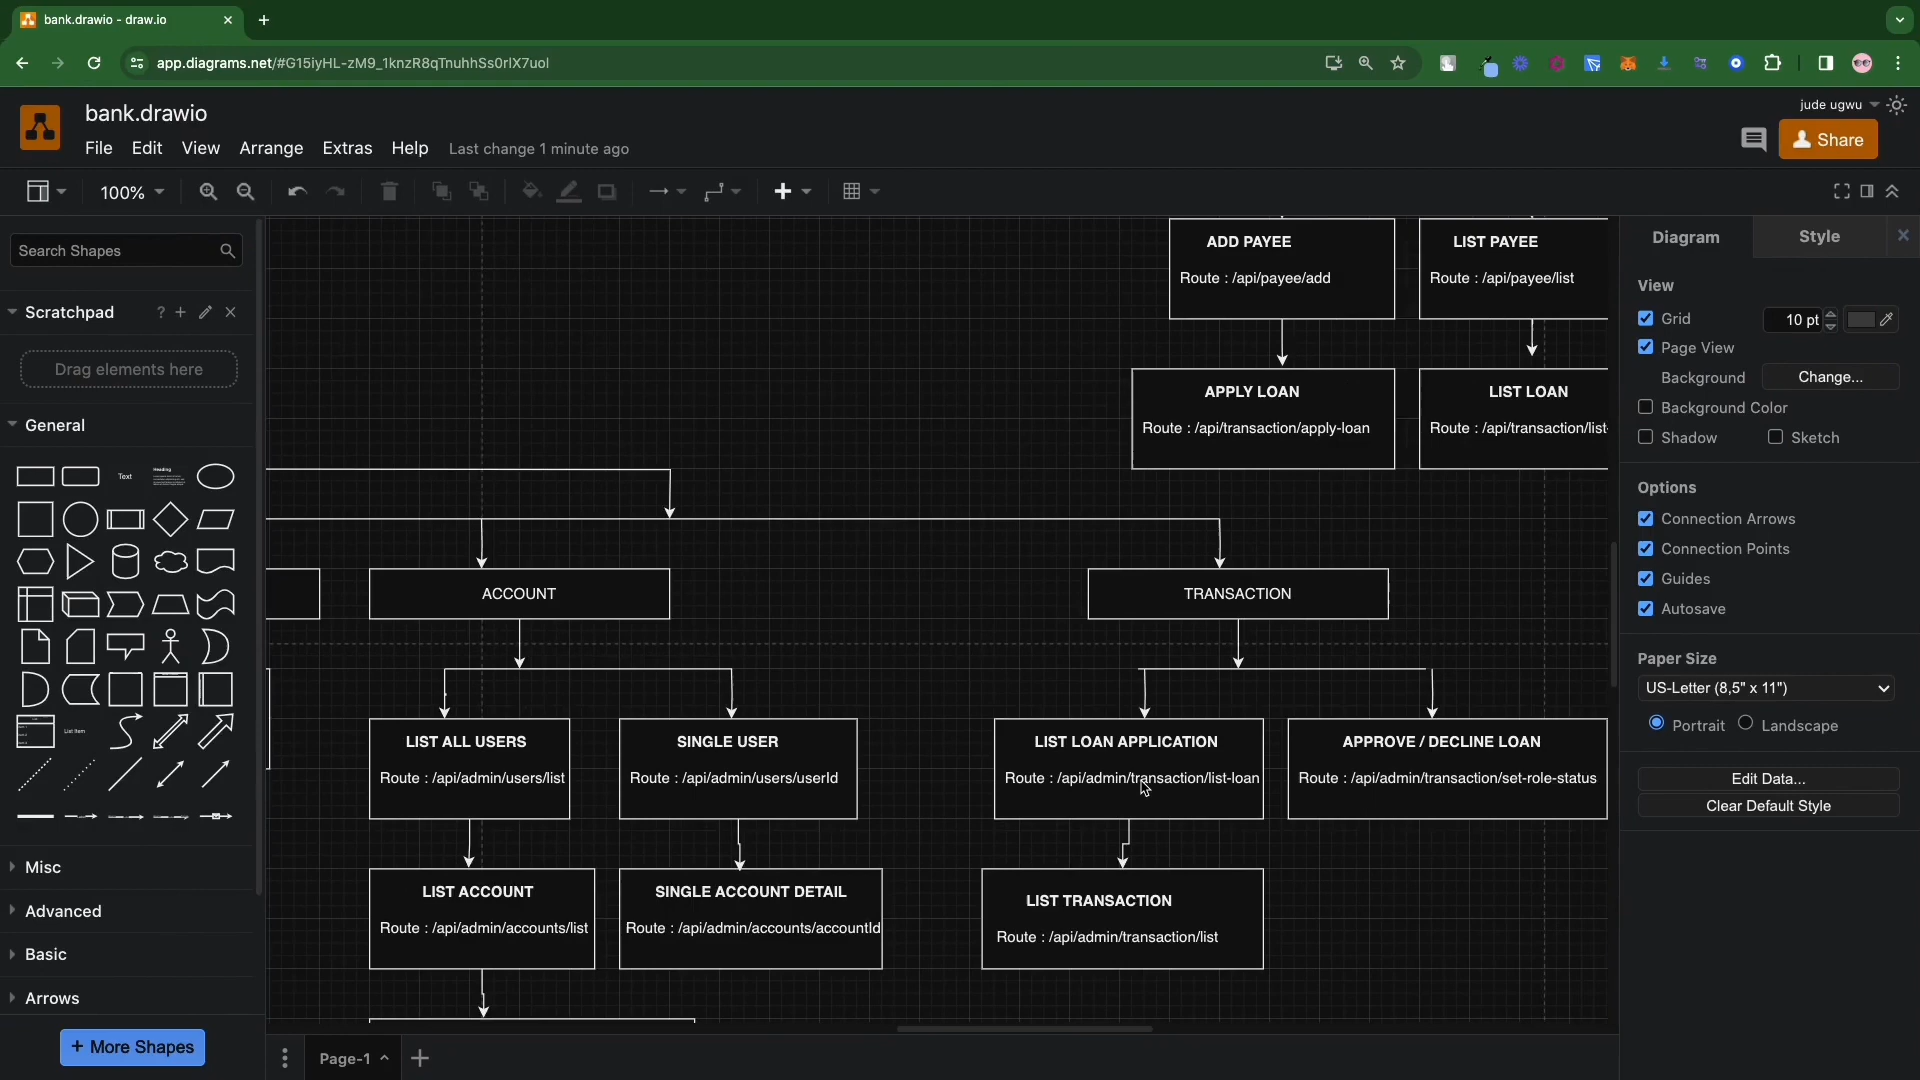 bank.drawio - draw.io
app.diagrams.net/#G15iyHL-zM9_1knzR8qTnuhhSs0rIX7uol
bank.drawio
File Edit View Arrange Extras Help Last change 1 minute ago
jude ugwu
Share
100%
Search Shapes
Scratchpad
?
Drag elements here
General
Text
Heading
List Item
Misc
Advanced
Basic
Arrows
+ More Shapes
ADD PAYEE
Route : /api/payee/add
LIST PAYEE
Route : /api/payee/list
APPLY LOAN
Route : /api/transaction/apply-loan
LIST LOAN
Route : /api/transaction/list-
ACCOUNT
TRANSACTION
LIST ALL USERS
Route : /api/admin/users/list
SINGLE USER
Route : /api/admin/users/userId
LIST LOAN APPLICATION
Route : /api/admin/transaction/list-loan
APPROVE / DECLINE LOAN
Route : /api/admin/transaction/set-role-status
LIST ACCOUNT
Route : /api/admin/accounts/list
SINGLE ACCOUNT DETAIL
Route : /api/admin/accounts/accountId
LIST TRANSACTION
Route : /api/admin/transaction/list
Page-1
Diagram
Style
View
Grid
10 pt
Page View
Background
Change...
Background Color
Shadow
Sketch
Options
Connection Arrows
Connection Points
Guides
Autosave
Paper Size
US-Letter (8,5" x 11")
Portrait
Landscape
Edit Data...
Clear Default Style